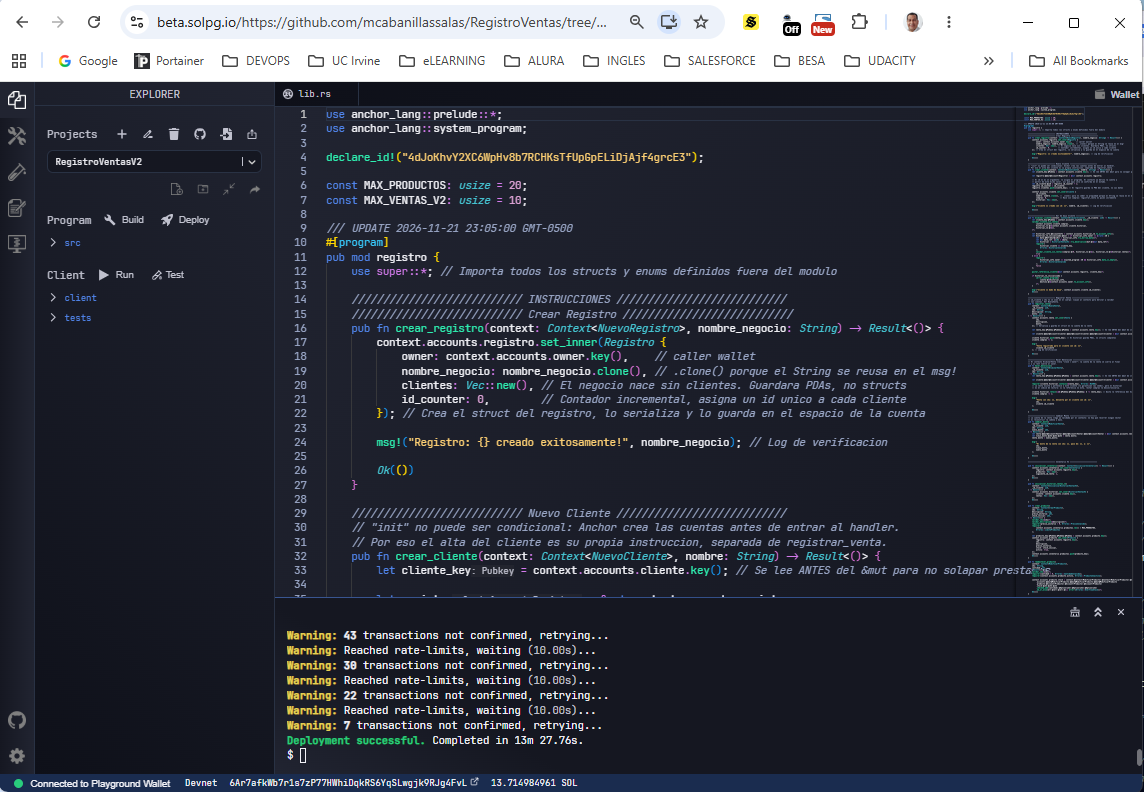 beta.solpg.io/https://github.com/mcabanillassalas/RegistroVentas/tree/...
Off
New
Google
Portainer
DEVOPS
UC Irvine
eLEARNING
ALURA
INGLES
SALESFORCE
BESA
UDACITY
»
All Bookmarks
EXPLORER
lib.rs
Wallet
Projects
RegistroVentasV2
Program
Build
Deploy
src
Client
Run
Test
client
tests
1 use anchor_lang::prelude::*;
2 use anchor_lang::system_program;
3
4 declare_id!("4dJoKhvY2XC6WpHv8b7RCHKsTfUpGpELiDjAjf4grcE3");
5
6 const MAX_PRODUCTOS: usize = 20;
7 const MAX_VENTAS_V2: usize = 10;
8
9 /// UPDATE 2026-11-21 23:05:00 GMT-0500
10 #[program]
11 pub mod registro {
12 use super::*; // Importa todos los structs y enums definidos fuera del modulo
13
14 /////////////////////////// INSTRUCCIONES ///////////////////////////
15 /////////////////////////// Crear Registro ///////////////////////////
16 pub fn crear_registro(context: Context<NuevoRegistro>, nombre_negocio: String) -> Result<()> {
17 context.accounts.registro.set_inner(Registro {
18 owner: context.accounts.owner.key(), // caller wallet
19 nombre_negocio: nombre_negocio.clone(), // .clone() porque el String se reusa en el msg!
20 clientes: Vec::new(), // El negocio nace sin clientes. Guardara PDAs, no structs
21 id_counter: 0, // Contador incremental, asigna un id unico a cada cliente
22 }); // Crea el struct del registro, lo serializa y lo guarda en el espacio de la cuenta
23
24 msg!("Registro: {} creado exitosamente!", nombre_negocio); // Log de verificacion
25
26 Ok(())
27 }
28
29 /////////////////////////// Nuevo Cliente ///////////////////////////
30 // "init" no puede ser condicional: Anchor crea las cuentas antes de entrar al handler.
31 // Por eso el alta del cliente es su propia instruccion, separada de registrar_venta.
32 pub fn crear_cliente(context: Context<NuevoCliente>, nombre: String) -> Result<()> {
33 let cliente_key: Pubkey = context.accounts.cliente.key(); // Se lee ANTES del &mut para no solapar presta
34
Warning: 43 transactions not confirmed, retrying...
Warning: Reached rate-limits, waiting (10.00s)...
Warning: 30 transactions not confirmed, retrying...
Warning: Reached rate-limits, waiting (10.00s)...
Warning: 22 transactions not confirmed, retrying...
Warning: Reached rate-limits, waiting (10.00s)...
Warning: 7 transactions not confirmed, retrying...
Deployment successful. Completed in 13m 27.76s.
$
Connected to Playground Wallet Devnet 6Ar7afkWb7r1s7zP77HWhiDqkRS6YqSLwgjk9RJg4FvL 13.714984961 SOL